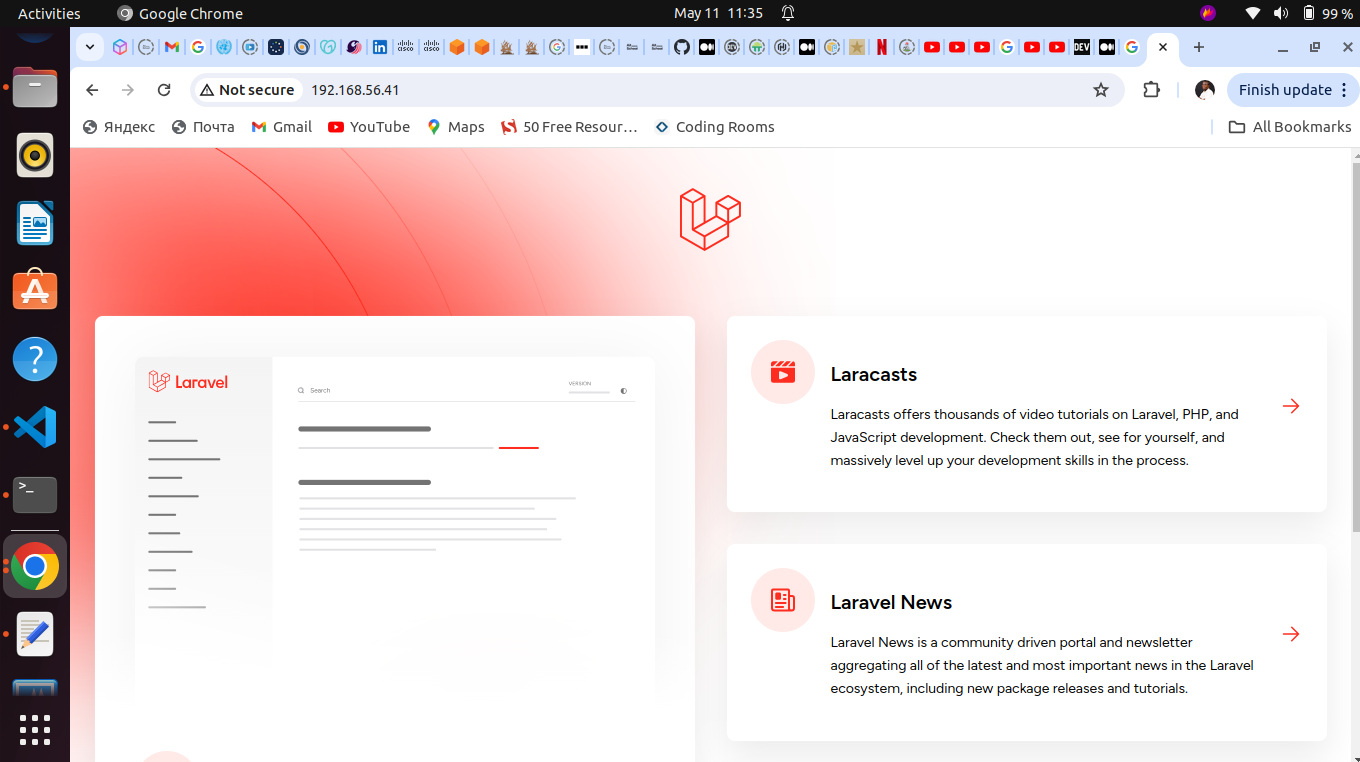 Activities
Google Chrome
May 11 11:35
99 %
DEV
Not secure
192.168.56.41
Finish update
Яндекс
Почта
Gmail
YouTube
Maps
50 Free Resour…
Coding Rooms
All Bookmarks
Laravel
Search
VERSION
Laracasts
Laracasts offers thousands of video tutorials on Laravel, PHP, and
JavaScript development. Check them out, see for yourself, and
massively level up your development skills in the process.
Laravel News
Laravel News is a community driven portal and newsletter
aggregating all of the latest and most important news in the Laravel
ecosystem, including new package releases and tutorials.